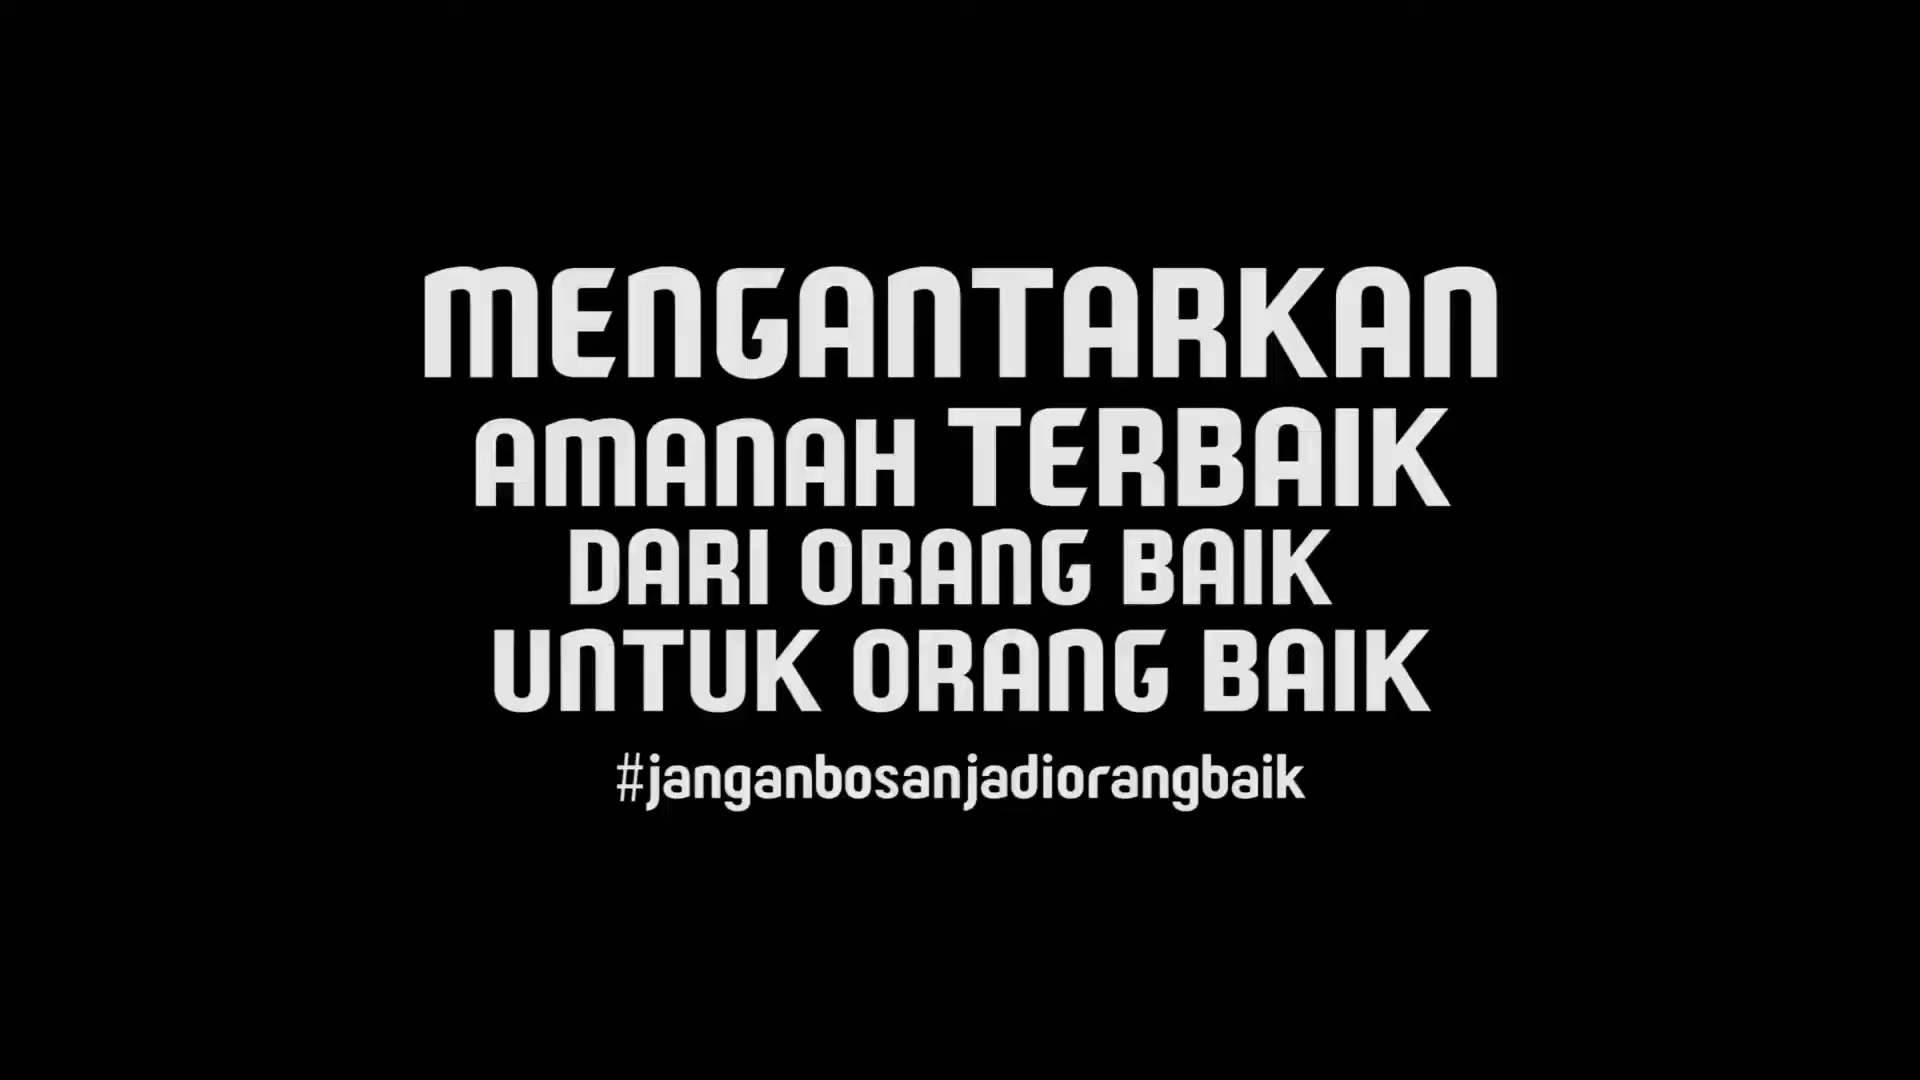 MENGANTARKAN
AMANAH TERBAIK
DARI ORANG BAIK
UNTUK ORANG BAIK
#janganbosanjadiorangbaik